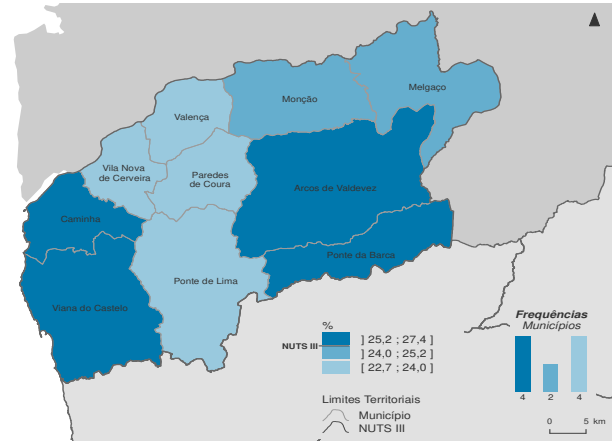 Melgaço
Monção
Valença
Vila Nova
de Cerveira
Paredes
de Coura
Arcos de Valdevez
Caminha
Ponte da Barca
Ponte de Lima
Viana do Castelo
%
NUTS III
] 25,2 ; 27,4 ]
] 24,0 ; 25,2 ]
[ 22,7 ; 24,0 ]
Limites Territoriais
Município
NUTS III
Frequências
Municípios
4 2 4
0 5 km